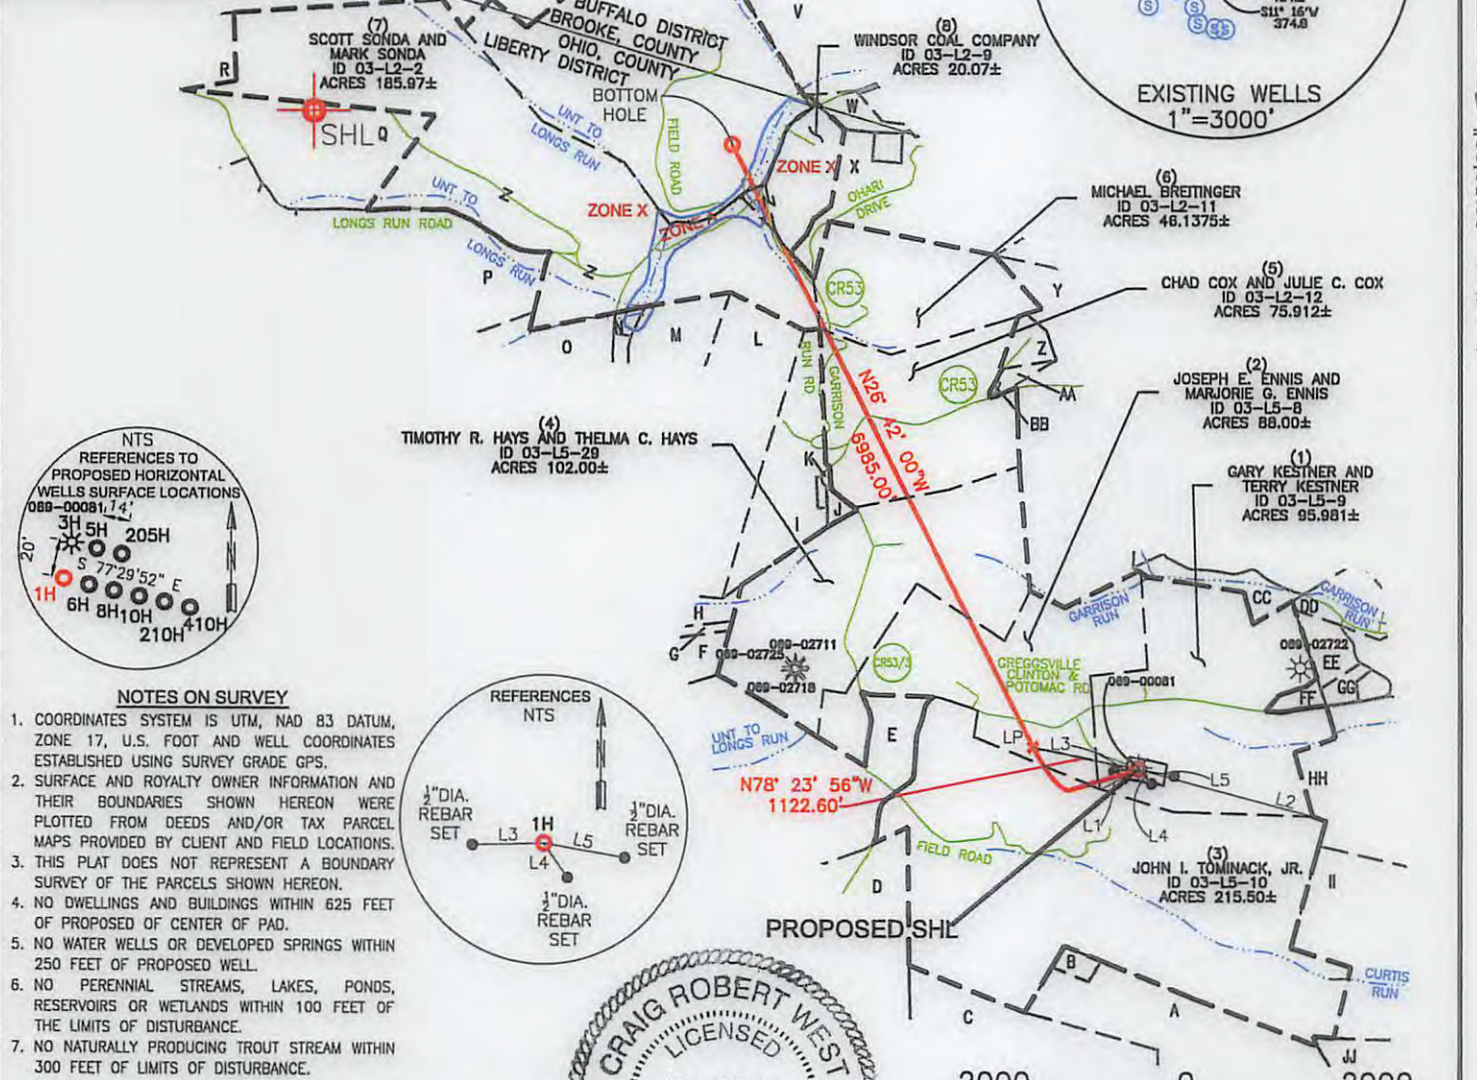 V
BUFFALO DISTRICT
BROOKE, COUNTY
OHIO, COUNTY
LIBERTY DISTRICT
(7)
SCOTT SONDA AND
MARK SONDA
ID 03-L2-2
ACRES 185.97±
R
SHL
Q
BOTTOM
HOLE
UNT TO
LONGS RUN
FIELD ROAD
(8)
WINDSOR COAL COMPANY
ID 03-L2-9
ACRES 20.07±
W
X
ZONE X
S11° 16'W
374.8
S
S
S
S
S
EXISTING WELLS
1"=3000'
(6)
MICHAEL BREITINGER
ID 03-L2-11
ACRES 46.1375±
OHARI
DRIVE
UNT TO
LONGS RUN
LONGS RUN ROAD
ZONE X
ZONE X
P
N
N
N
N
CR53
Y
(5)
CHAD COX AND JULIE C. COX
ID 03-L2-12
ACRES 75.912±
O
M
L
GARRISON
RUN RD
Z
AA
BB
CR53
(2)
JOSEPH E. ENNIS AND
MARJORIE G. ENNIS
ID 03-L5-8
ACRES 88.00±
N26° 42' 00"W
6985.00'
(4)
TIMOTHY R. HAYS AND THELMA C. HAYS
ID 03-L5-29
ACRES 102.00±
K
J
I
(1)
GARY KESTNER AND
TERRY KESTNER
ID 03-L5-9
ACRES 95.981±
NTS
REFERENCES TO
PROPOSED HORIZONTAL
WELLS SURFACE LOCATIONS
089-00081
14'
3H
5H
205H
20'
S 77°29'52" E
1H
6H
8H
10H
210H
410H
N
H
G
F
089-02711
089-02725
089-02718
CR53/3
GARRISON
RUN
CC
DD
GARRISON
RUN
089-02722
EE
FF
GG
GREGGSVILLE
CLINTON &
POTOMAC RD
089-00081
UNT TO
LONGS RUN
E
LP
L3
L5
L2
HH
L1
L4
N78° 23' 56"W
1122.60'
FIELD ROAD
D
(3)
JOHN I. TOMINACK, JR.
ID 03-L5-10
ACRES 215.50±
II
PROPOSED SHL
B
C
A
JJ
CURTIS
RUN
REFERENCES
NTS
N
½"DIA.
REBAR
SET
1H
L3
L5
L4
½"DIA.
REBAR
SET
½"DIA.
REBAR
SET
NOTES ON SURVEY
1. COORDINATES SYSTEM IS UTM, NAD 83 DATUM,
ZONE 17, U.S. FOOT AND WELL COORDINATES
ESTABLISHED USING SURVEY GRADE GPS.
2. SURFACE AND ROYALTY OWNER INFORMATION AND
THEIR BOUNDARIES SHOWN HEREON WERE
PLOTTED FROM DEEDS AND/OR TAX PARCEL
MAPS PROVIDED BY CLIENT AND FIELD LOCATIONS.
3. THIS PLAT DOES NOT REPRESENT A BOUNDARY
SURVEY OF THE PARCELS SHOWN HEREON.
4. NO DWELLINGS AND BUILDINGS WITHIN 625 FEET
OF PROPOSED OF CENTER OF PAD.
5. NO WATER WELLS OR DEVELOPED SPRINGS WITHIN
250 FEET OF PROPOSED WELL.
6. NO PERENNIAL STREAMS, LAKES, PONDS,
RESERVOIRS OR WETLANDS WITHIN 100 FEET OF
THE LIMITS OF DISTURBANCE.
7. NO NATURALLY PRODUCING TROUT STREAM WITHIN
300 FEET OF LIMITS OF DISTURBANCE.
CRAIG ROBERT WEST
LICENSED